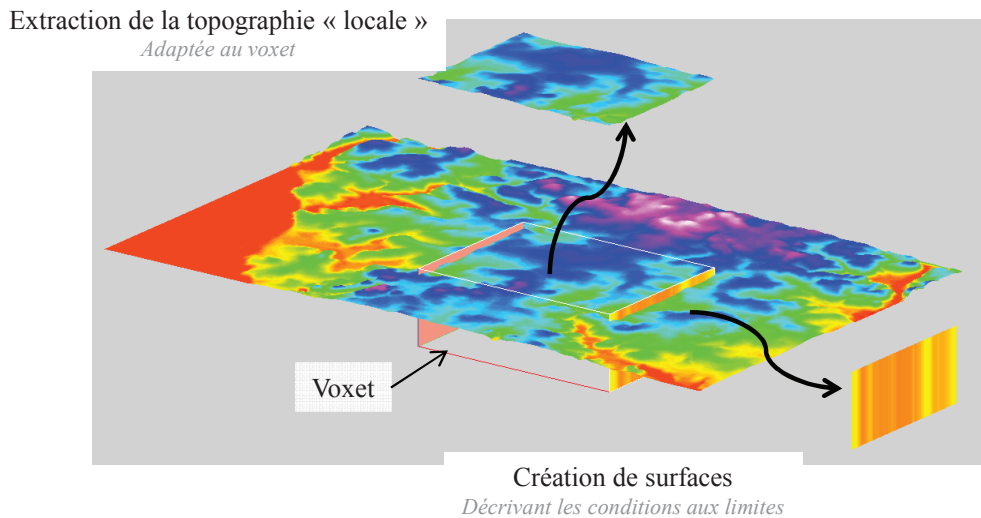 Extraction de la topographie « locale »
Adaptée au voxet
Voxet
Création de surfaces
Décrivant les conditions aux limites